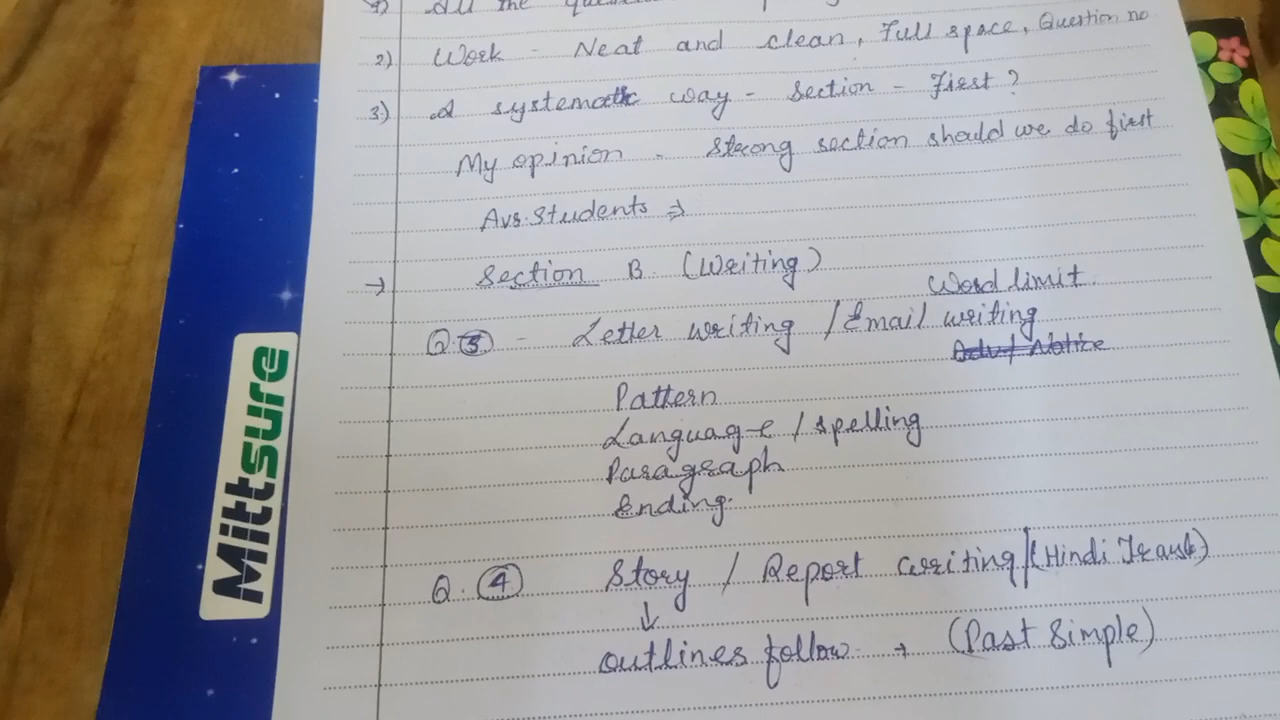 All the
2) Work - Neat and clean, Full space, Question no
3) A systematic way - Section - First ?
My opinion - Strong section should we do first
Avg. Students ⇒
→ Section B. (Writing)
Word limit.
Q.3 - Letter writing / Email writing
Pattern
Language / spelling
Paragraph
Ending.
Q. 4 Story / Report writing / (Hindi
↓
outlines follow → (Past Simple)
Mittsure